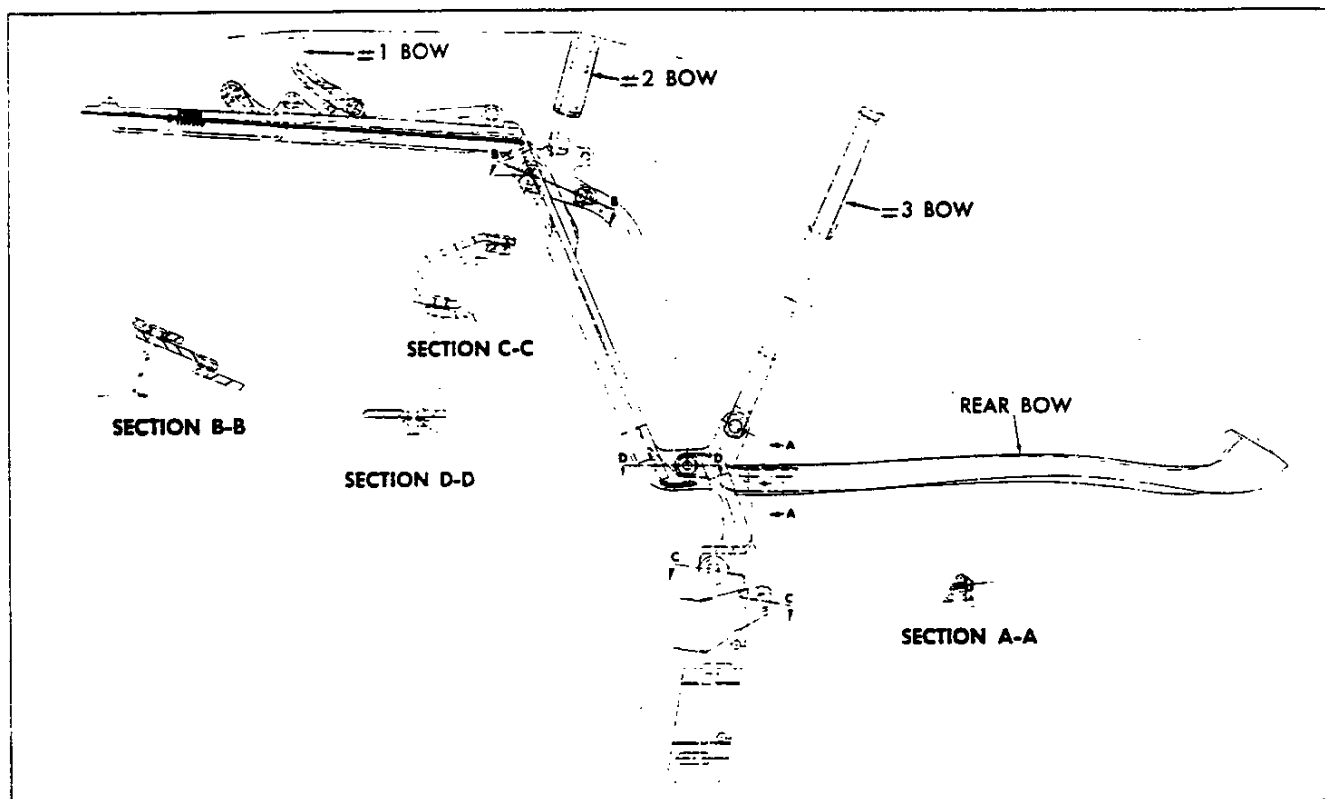 #1 BOW
#2 BOW
#3 BOW
B
B
SECTION C-C
SECTION B-B
REAR BOW
SECTION D-D
D
D
A
A
C
C
SECTION A-A